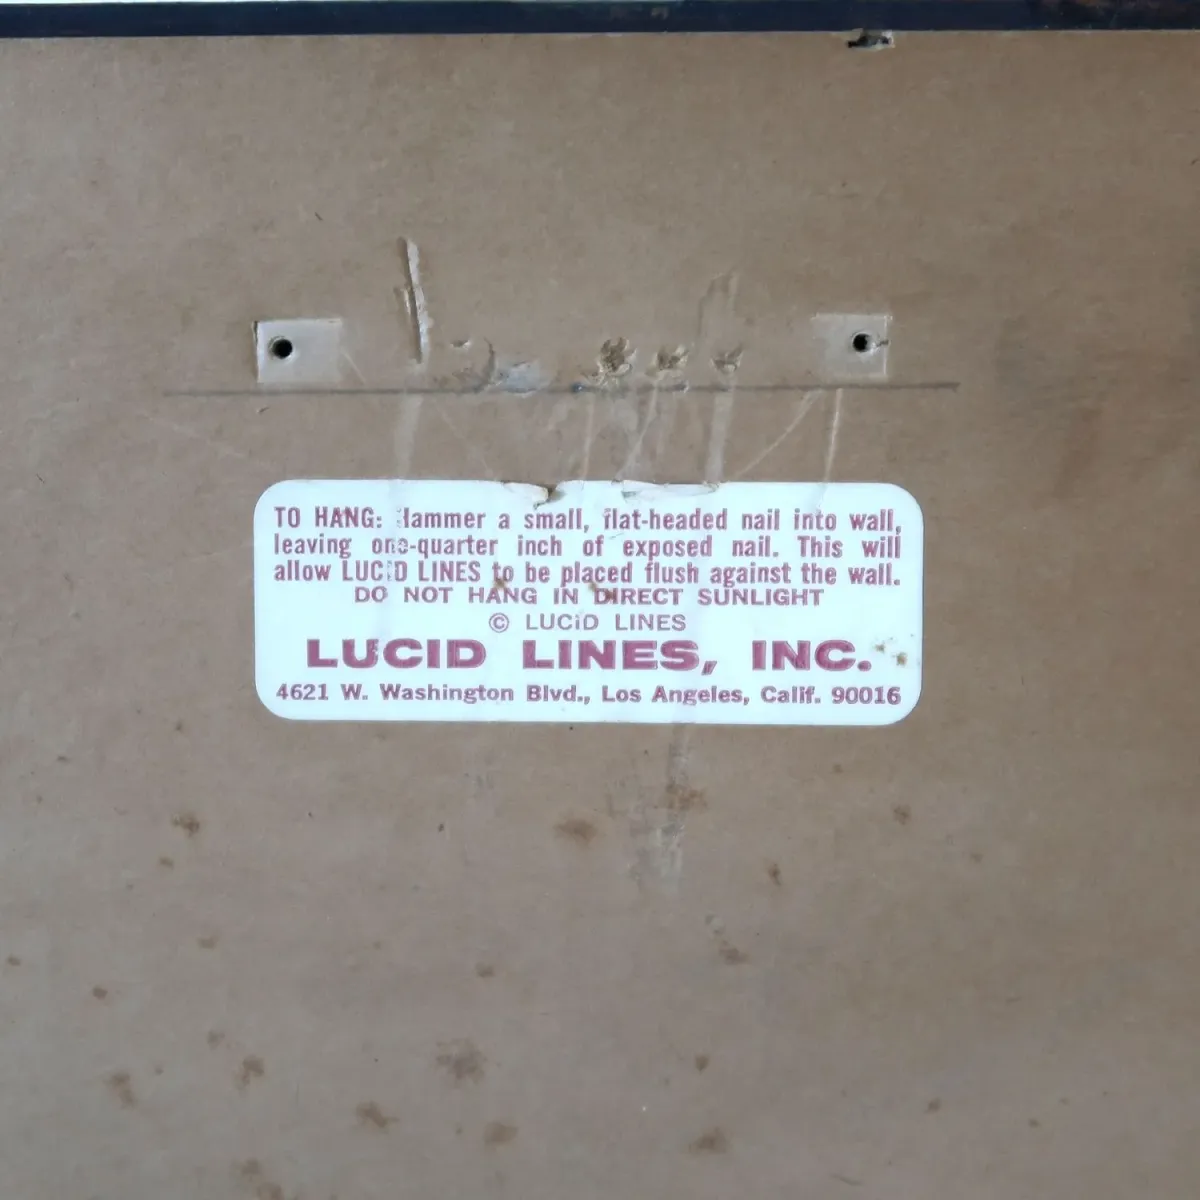 TO HANG: Hammer a small, flat-headed nail into wall,
leaving one-quarter inch of exposed nail. This will
allow LUCID LINES to be placed flush against the wall.
DO NOT HANG IN DIRECT SUNLIGHT
© LUCID LINES
LUCID LINES, INC.
4621 W. Washington Blvd., Los Angeles, Calif. 90016